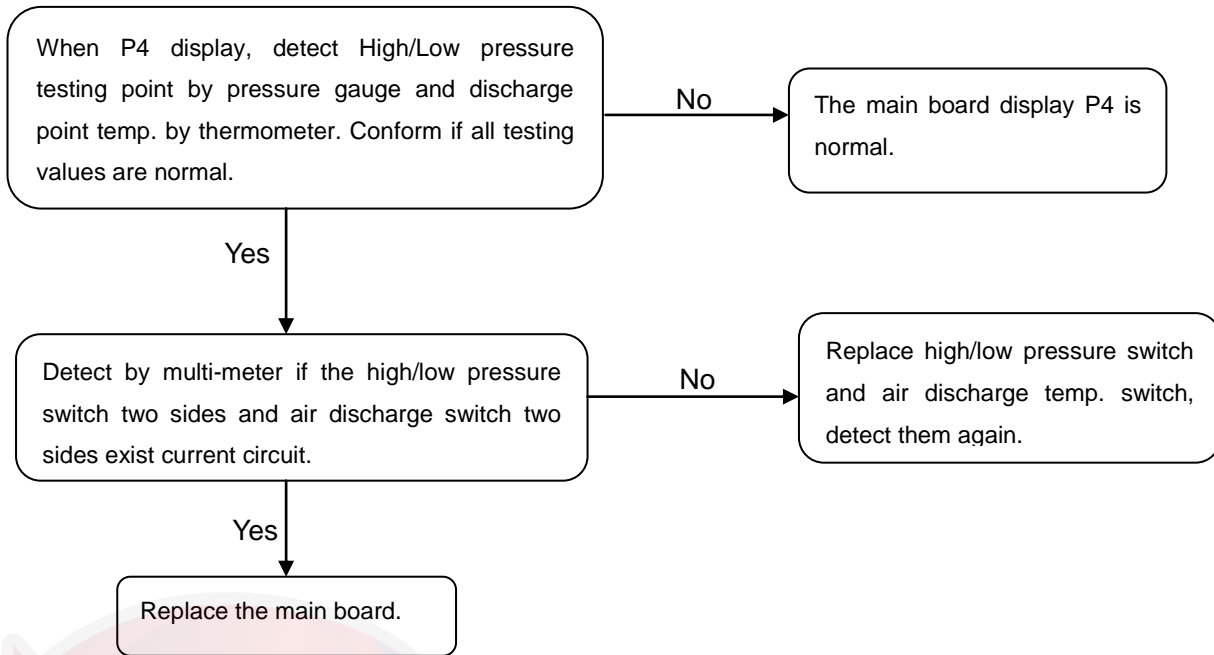 When P4 display, detect High/Low pressure
testing point by pressure gauge and discharge
point temp. by thermometer. Conform if all testing
values are normal.
No
The main board display P4 is
normal.
Yes
Detect by multi-meter if the high/low pressure
switch two sides and air discharge switch two
sides exist current circuit.
No
Replace high/low pressure switch
and air discharge temp. switch,
detect them again.
Yes
Replace the main board.